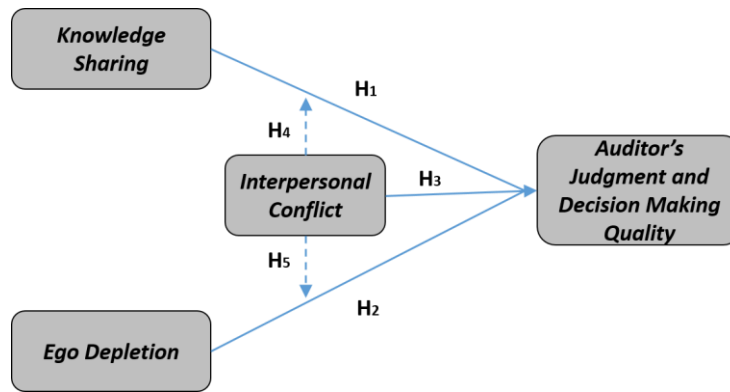 Knowledge
Sharing
H1
H4
Interpersonal
Conflict
H3
Auditor’s
Judgment and
Decision Making
Quality
H5
H2
Ego Depletion